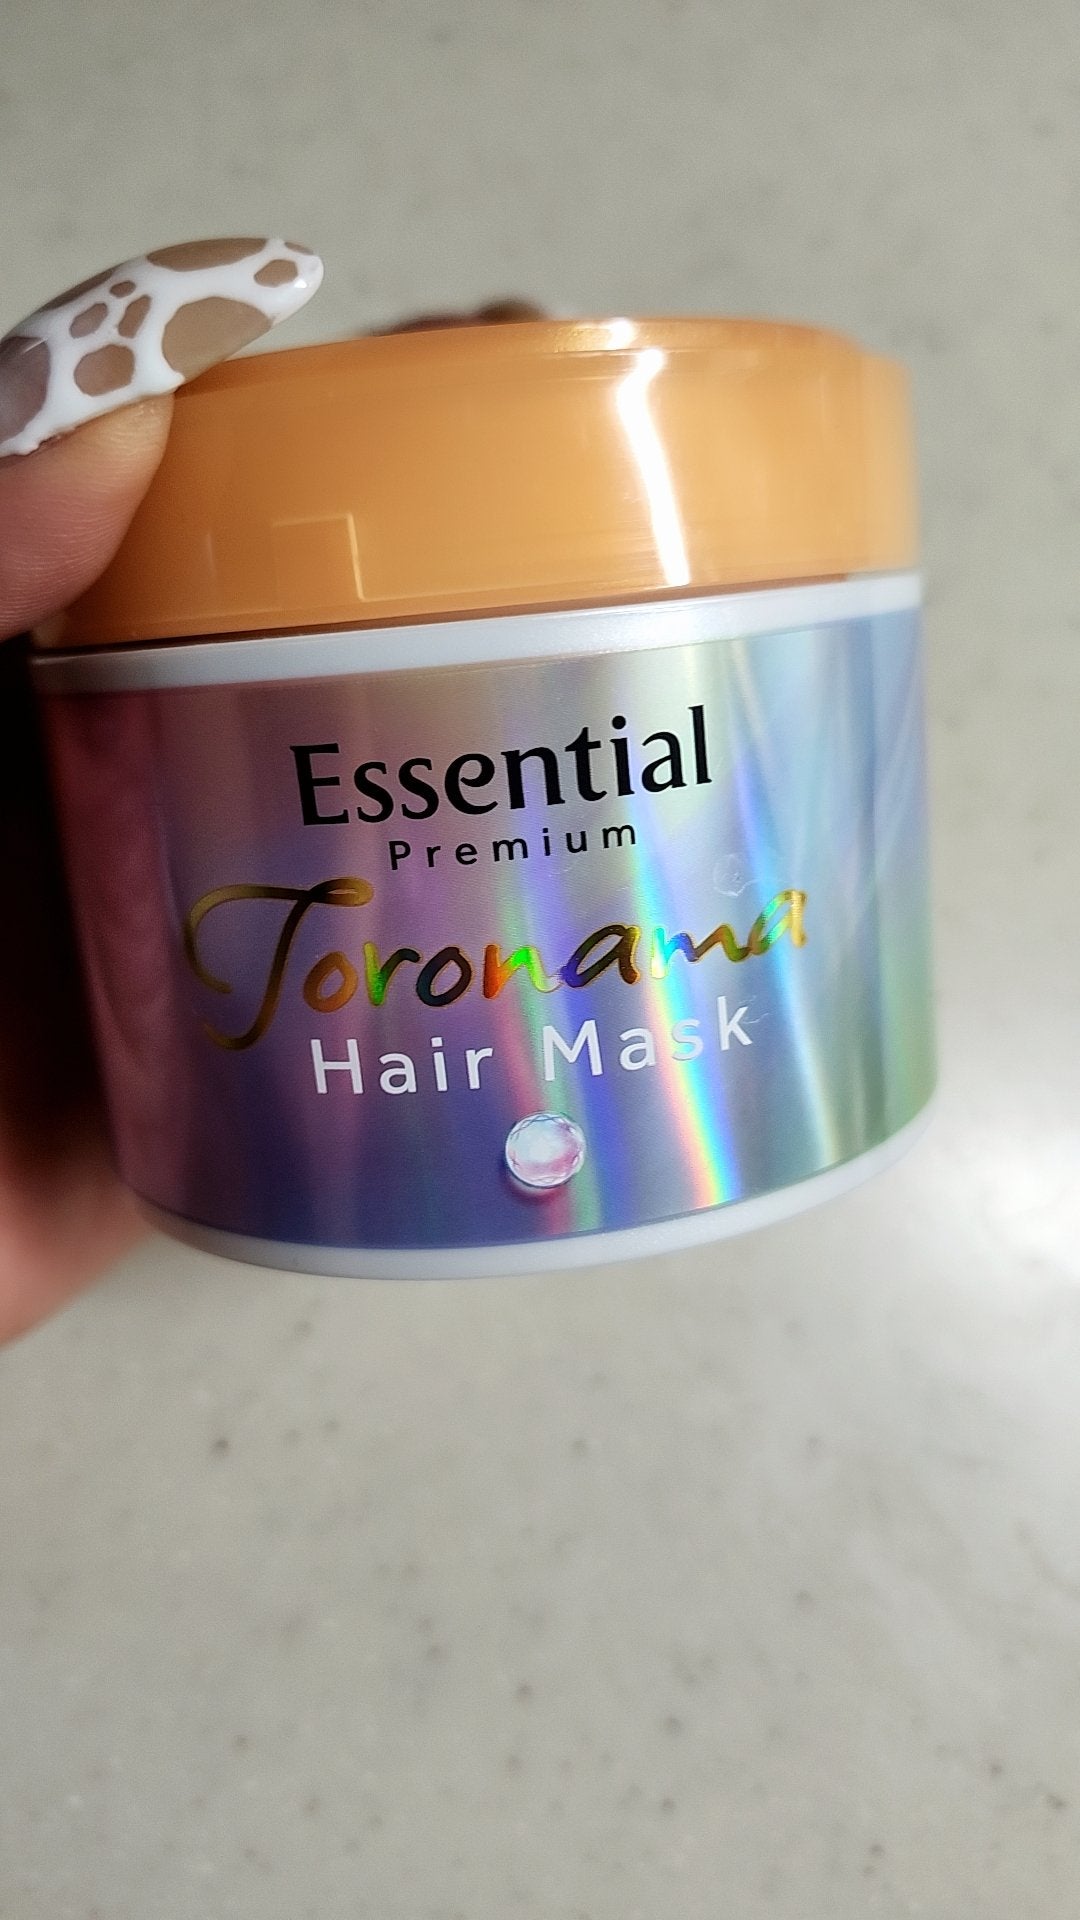 Essential
Premium
Toronama
Hair Mask